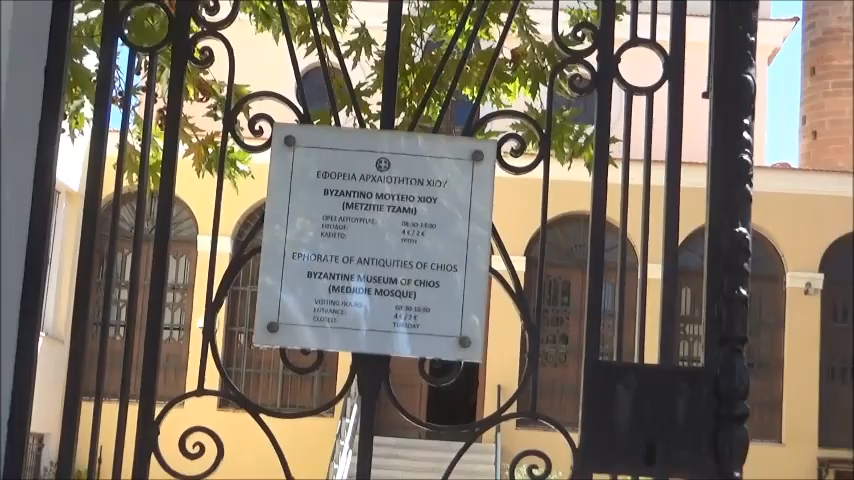 ΕΦΟΡΕΙΑ ΑΡΧΑΙΟΤΗΤΩΝ ΧΙΟΥ
ΒΥΖΑΝΤΙΝΟ ΜΟΥΣΕΙΟ ΧΙΟΥ
(ΜΕΤΖΙΤΙΕ ΤΖΑΜΙ)
ΩΡΕΣ ΛΕΙΤΟΥΡΓΙΑΣ: 08:30-16:00
ΕΙΣΟΔΟΣ: 4 € / 2 €
ΚΛΕΙΣΤΟ: ΤΡΙΤΗ
EPHORATE OF ANTIQUITIES OF CHIOS
BYZANTINE MUSEUM OF CHIOS
(MEDJIDIE MOSQUE)
VISITING HOURS: 08:30-16:00
ENTRANCE: 4 € / 2 €
CLOSED: TUESDAY